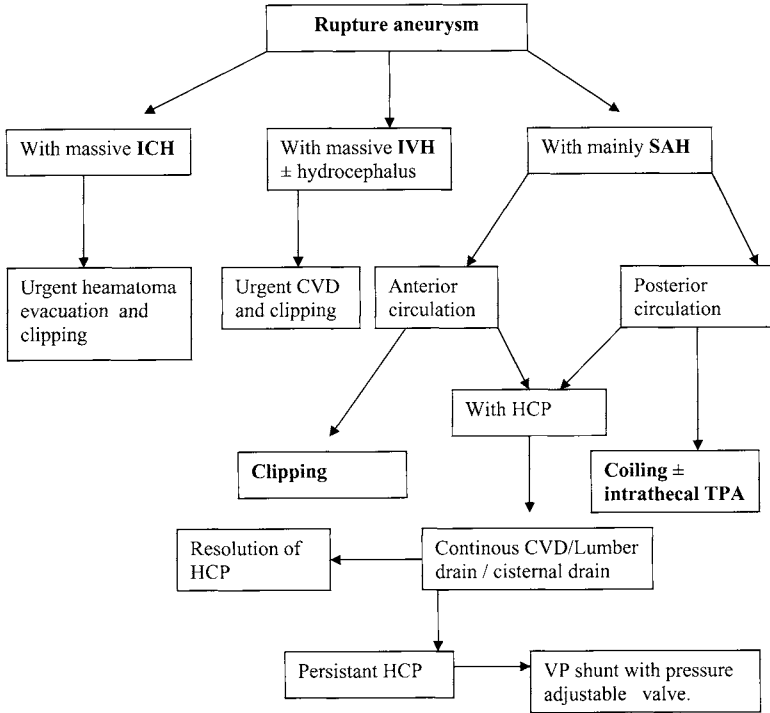 Rupture aneurysm
With massive ICH
With massive IVH
± hydrocephalus
With mainly SAH
Urgent heamatoma
evacuation and
clipping
Urgent CVD
and clipping
Anterior
circulation
Posterior
circulation
With HCP
Clipping
Coiling ±
intrathecal TPA
Resolution of
HCP
Continous CVD/Lumber
drain / cisternal drain
Persistant HCP
VP shunt with pressure
adjustable valve.